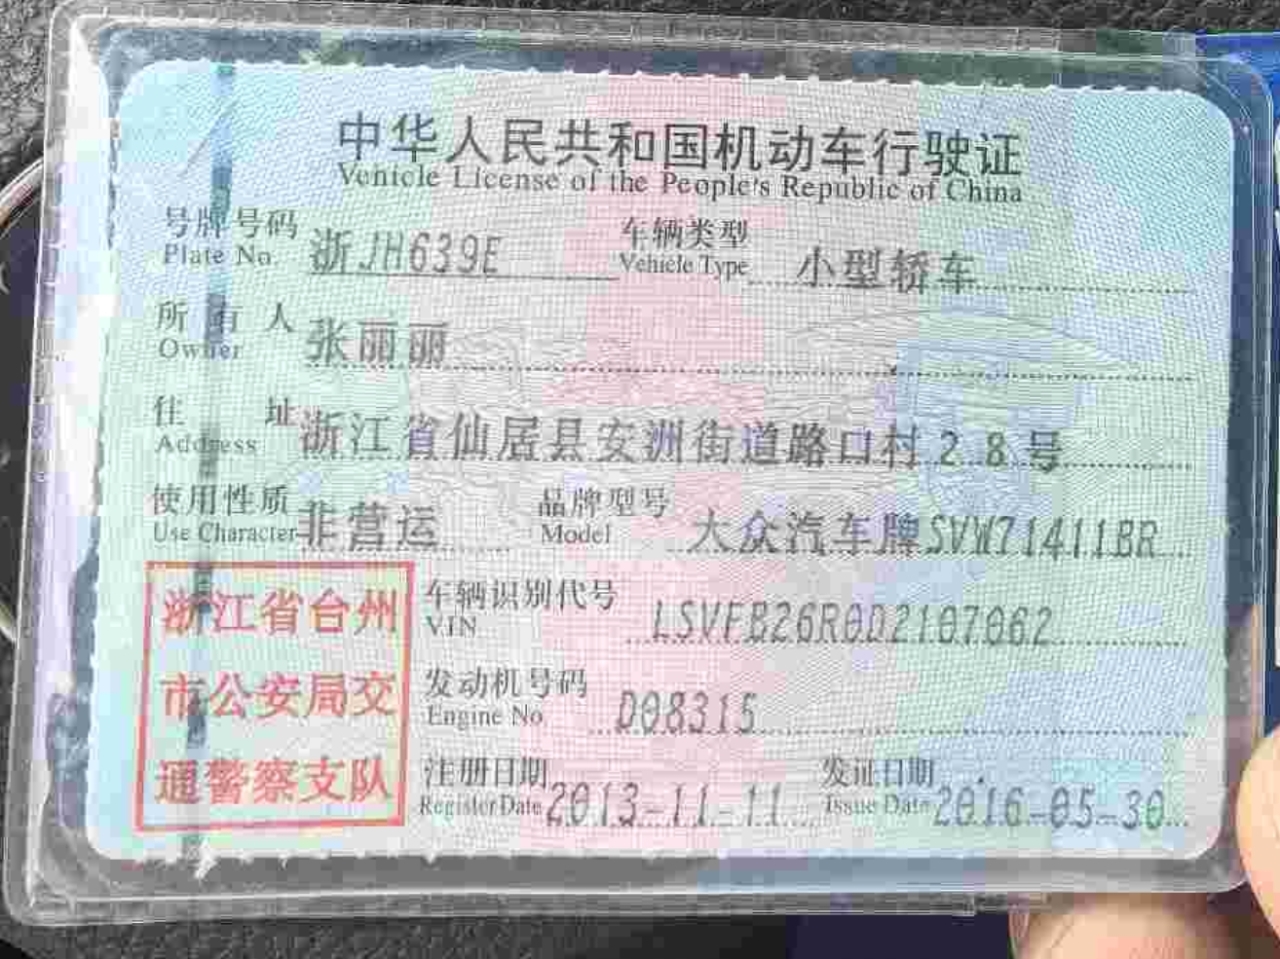 中华人民共和国机动车行驶证
Vehicle License of the People's Republic of China
号牌号码 浙JH639E 车辆类型 小型轿车
Plate No. Vehicle Type
所有人 张丽丽
Owner
住址 浙江省仙居县安洲街道路口村28号
Address
使用性质 非营运 品牌型号 大众汽车牌SVW71411BR
Use Character Model
浙江省台州
市公安局交
通警察支队
车辆识别代号 LSVFB26R0D2107062
VIN
发动机号码 D08315
Engine No.
注册日期 2013-11-11 发证日期 2016-05-30
Register Date Issue Date